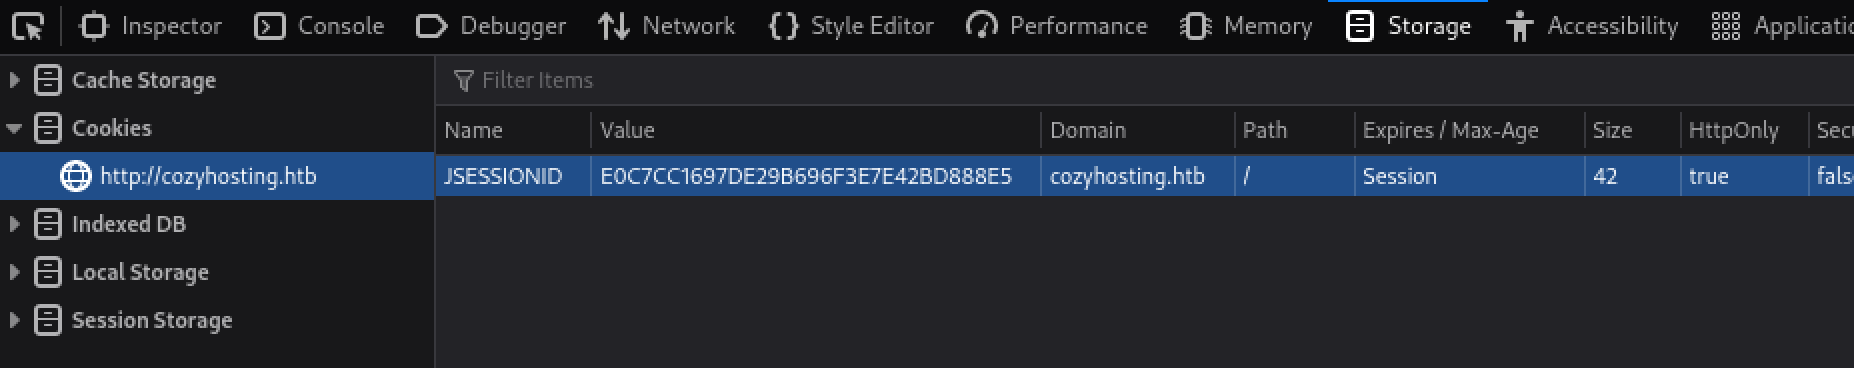 Inspector Console Debugger Network Style Editor Performance Memory Storage Accessibility Applicatio
Cache Storage
Filter Items
Cookies
Name Value Domain Path Expires / Max-Age Size HttpOnly Secu
http://cozyhosting.htb
JSESSIONID E0C7CC1697DE29B696F3E7E42BD888E5 cozyhosting.htb / Session 42 true false
Indexed DB
Local Storage
Session Storage